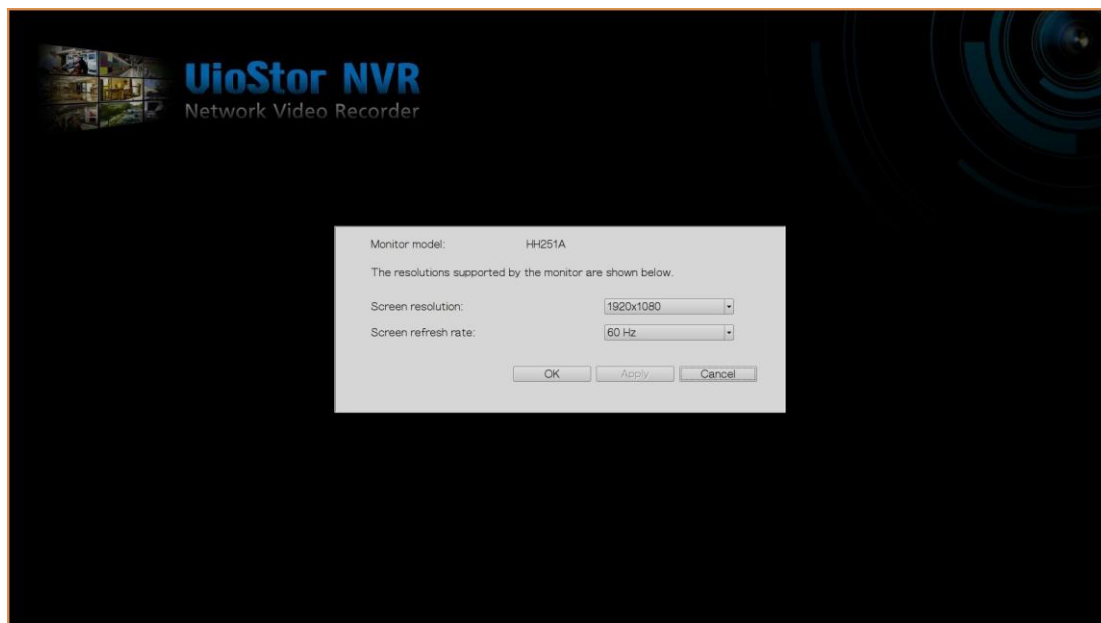 VioStor NVR
Network Video Recorder
Monitor model: HH251A
The resolutions supported by the monitor are shown below.
Screen resolution: 1920x1080
Screen refresh rate: 60 Hz
OK Apply Cancel